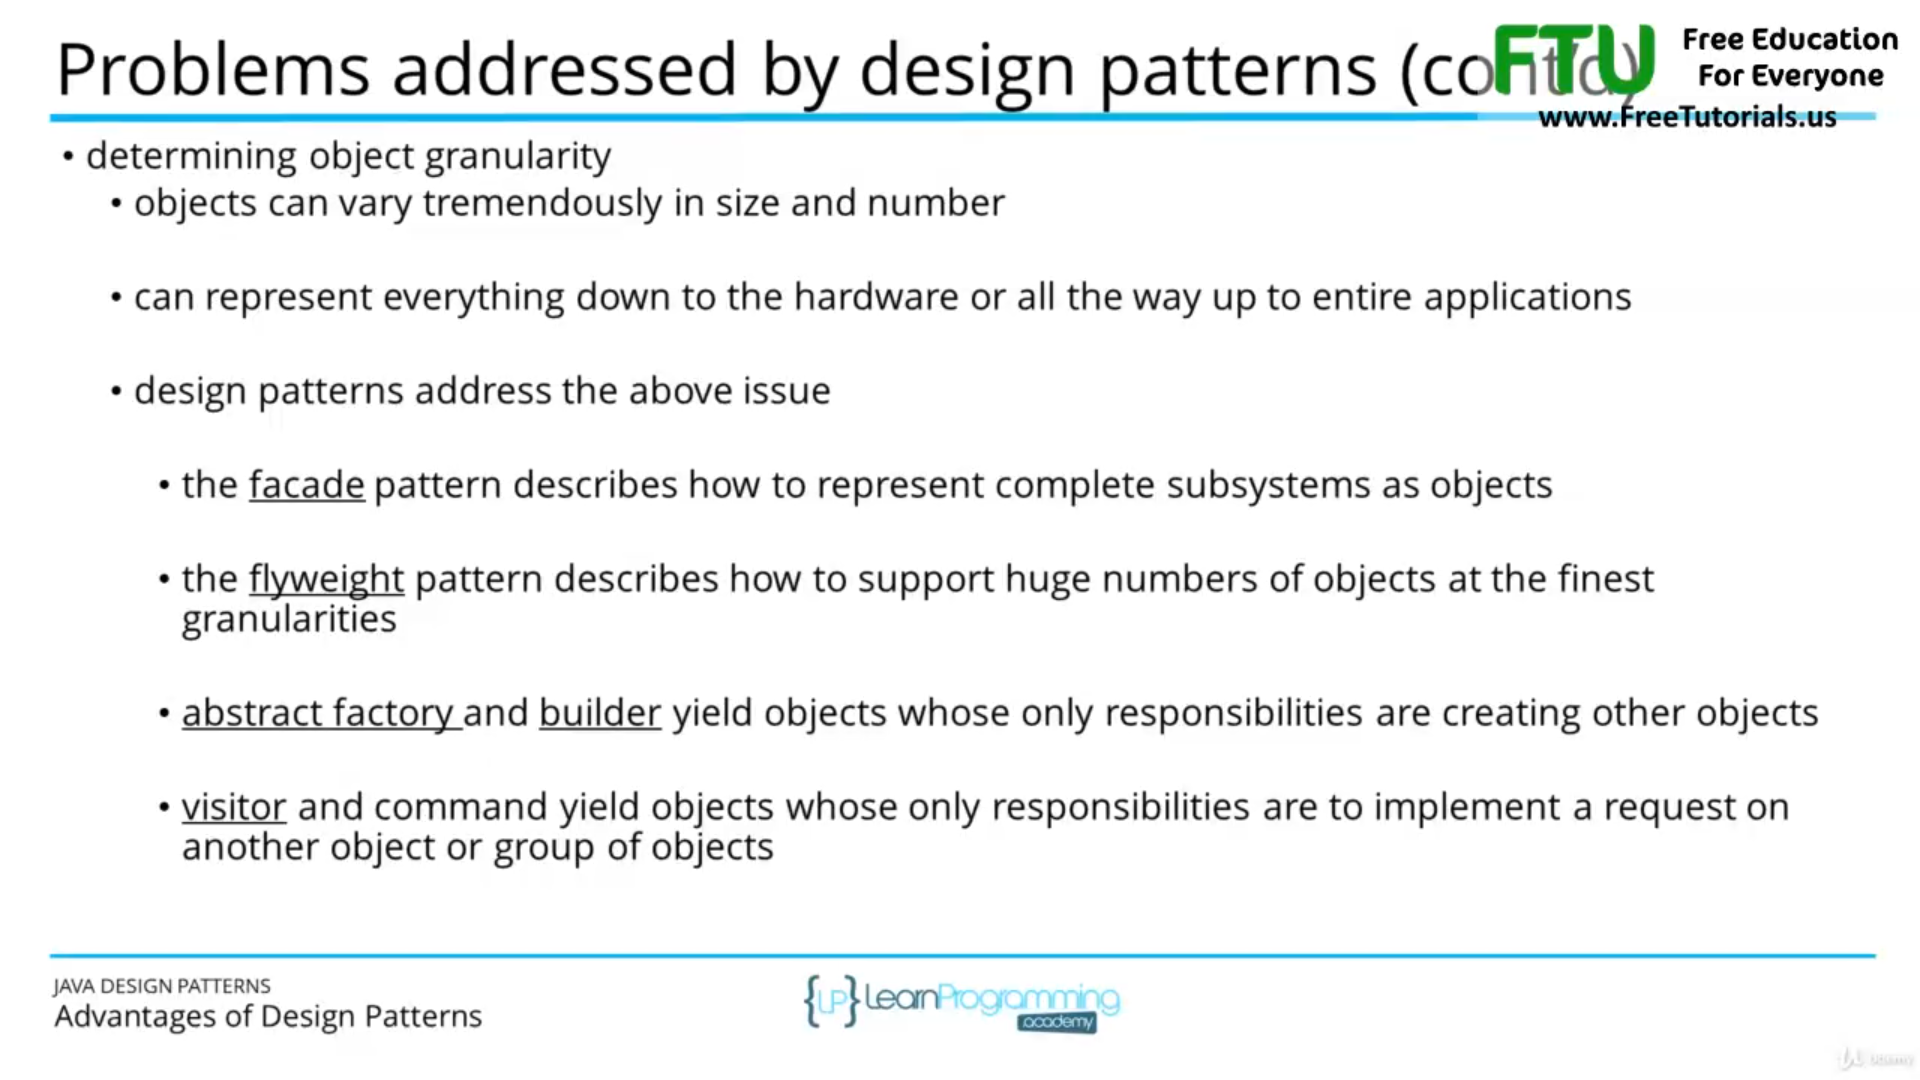 Problems addressed by design patterns (cont'd)
FTU
Free Education
For Everyone
www.FreeTutorials.us
• determining object granularity
• objects can vary tremendously in size and number
• can represent everything down to the hardware or all the way up to entire applications
• design patterns address the above issue
• the facade pattern describes how to represent complete subsystems as objects
• the flyweight pattern describes how to support huge numbers of objects at the finest
granularities
• abstract factory and builder yield objects whose only responsibilities are creating other objects
• visitor and command yield objects whose only responsibilities are to implement a request on
another object or group of objects
JAVA DESIGN PATTERNS
Advantages of Design Patterns
{LP} LearnProgramming
academy
Udemy